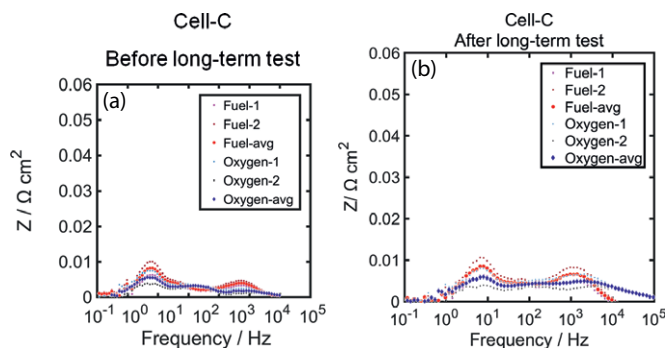 Cell-C
Before long-term test
(a)
0.06
0.05
0.04
0.03
0.02
0.01
0
Z / Ω cm²
Fuel-1
Fuel-2
Fuel-avg
Oxygen-1
Oxygen-2
Oxygen-avg
10⁻¹ 10⁰ 10¹ 10² 10³ 10⁴ 10⁵
Frequency / Hz
Cell-C
After long-term test
(b)
0.06
0.05
0.04
0.03
0.02
0.01
0
Z / Ω cm²
Fuel-1
Fuel-2
Fuel-avg
Oxygen-1
Oxygen-2
Oxygen-avg
10⁻¹ 10⁰ 10¹ 10² 10³ 10⁴ 10⁵
Frequency / Hz